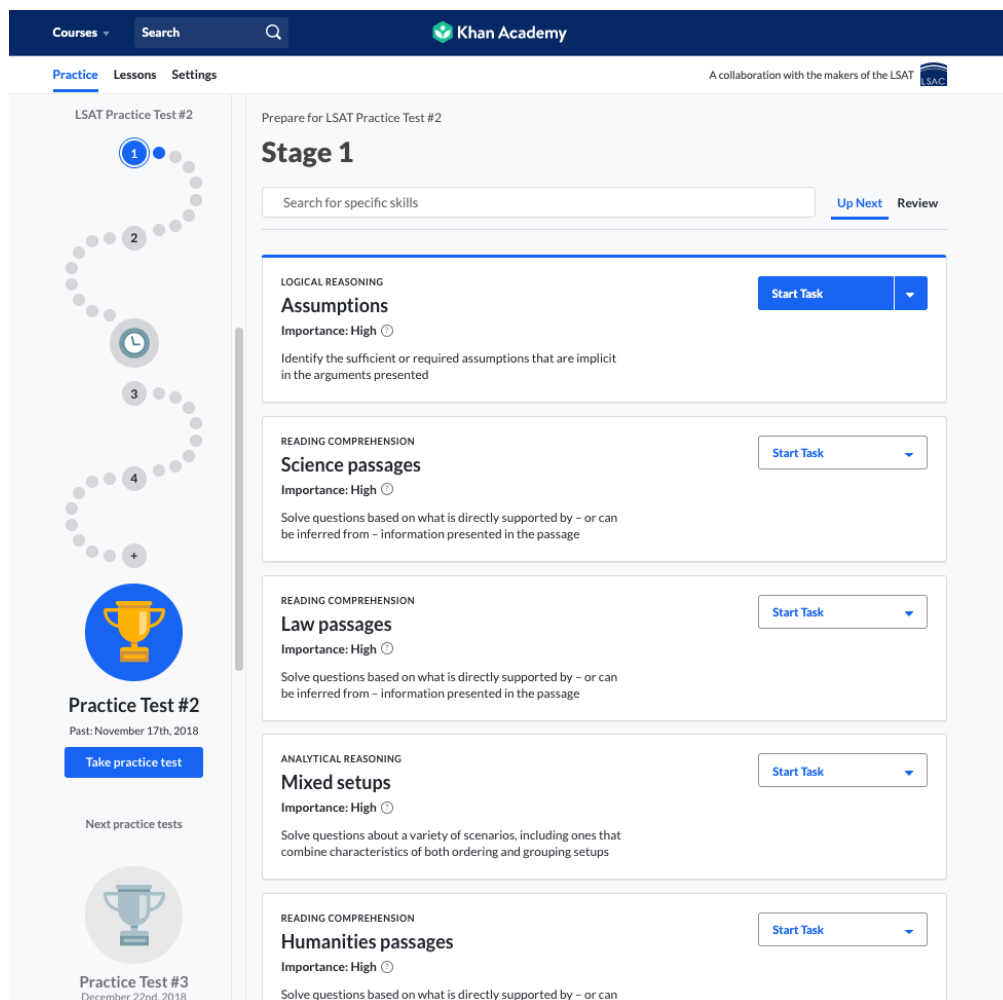 Courses
Search
Khan Academy
Practice Lessons Settings
A collaboration with the makers of the LSAT LSAC
LSAT Practice Test #2
1
2
3
4
+
Practice Test #2
Past: November 17th, 2018
Take practice test
Next practice tests
Practice Test #3
December 22nd, 2018
Prepare for LSAT Practice Test #2
Stage 1
Search for specific skills
Up Next Review
LOGICAL REASONING
Assumptions
Importance: High ?
Identify the sufficient or required assumptions that are implicit
in the arguments presented
Start Task
READING COMPREHENSION
Science passages
Importance: High ?
Solve questions based on what is directly supported by – or can
be inferred from – information presented in the passage
Start Task
READING COMPREHENSION
Law passages
Importance: High ?
Solve questions based on what is directly supported by – or can
be inferred from – information presented in the passage
Start Task
ANALYTICAL REASONING
Mixed setups
Importance: High ?
Solve questions about a variety of scenarios, including ones that
combine characteristics of both ordering and grouping setups
Start Task
READING COMPREHENSION
Humanities passages
Importance: High ?
Solve questions based on what is directly supported by – or can
Start Task